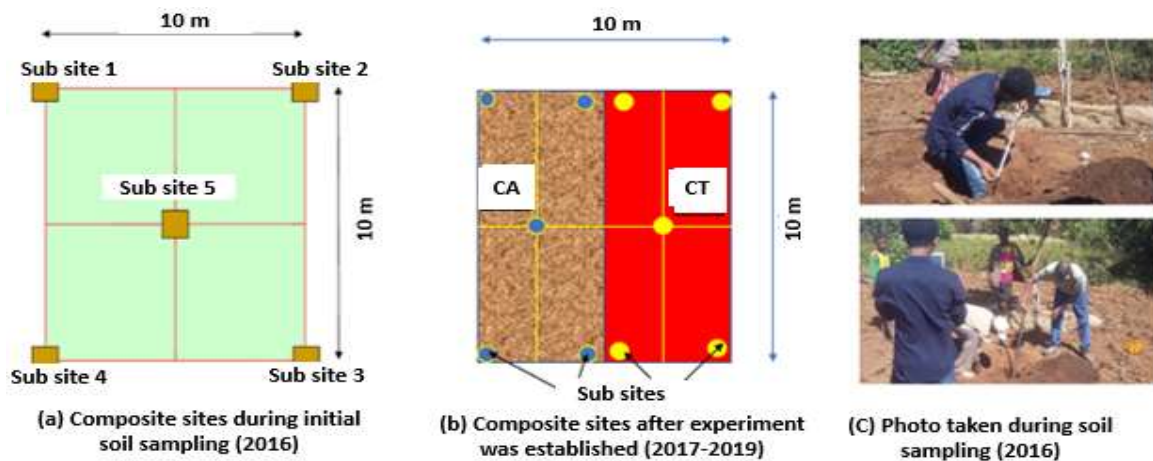 10 m
Sub site 1
Sub site 2
Sub site 5
10 m
Sub site 4
Sub site 3
(a) Composite sites during initial
soil sampling (2016)
10 m
CA
CT
10 m
Sub sites
(b) Composite sites after experiment
was established (2017-2019)
(C) Photo taken during soil
sampling (2016)